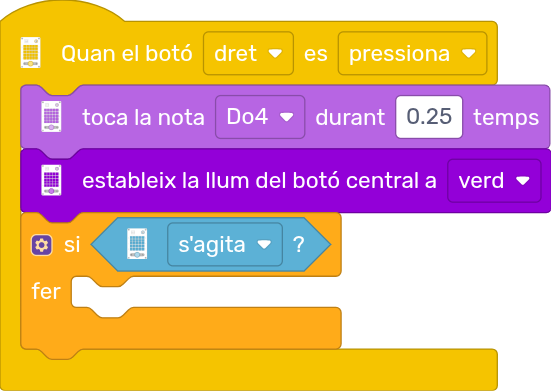 Quan el botó dret es pressiona
toca la nota Do4 durant 0.25 temps
estableix la llum del botó central a verd
si s'agita ?
fer